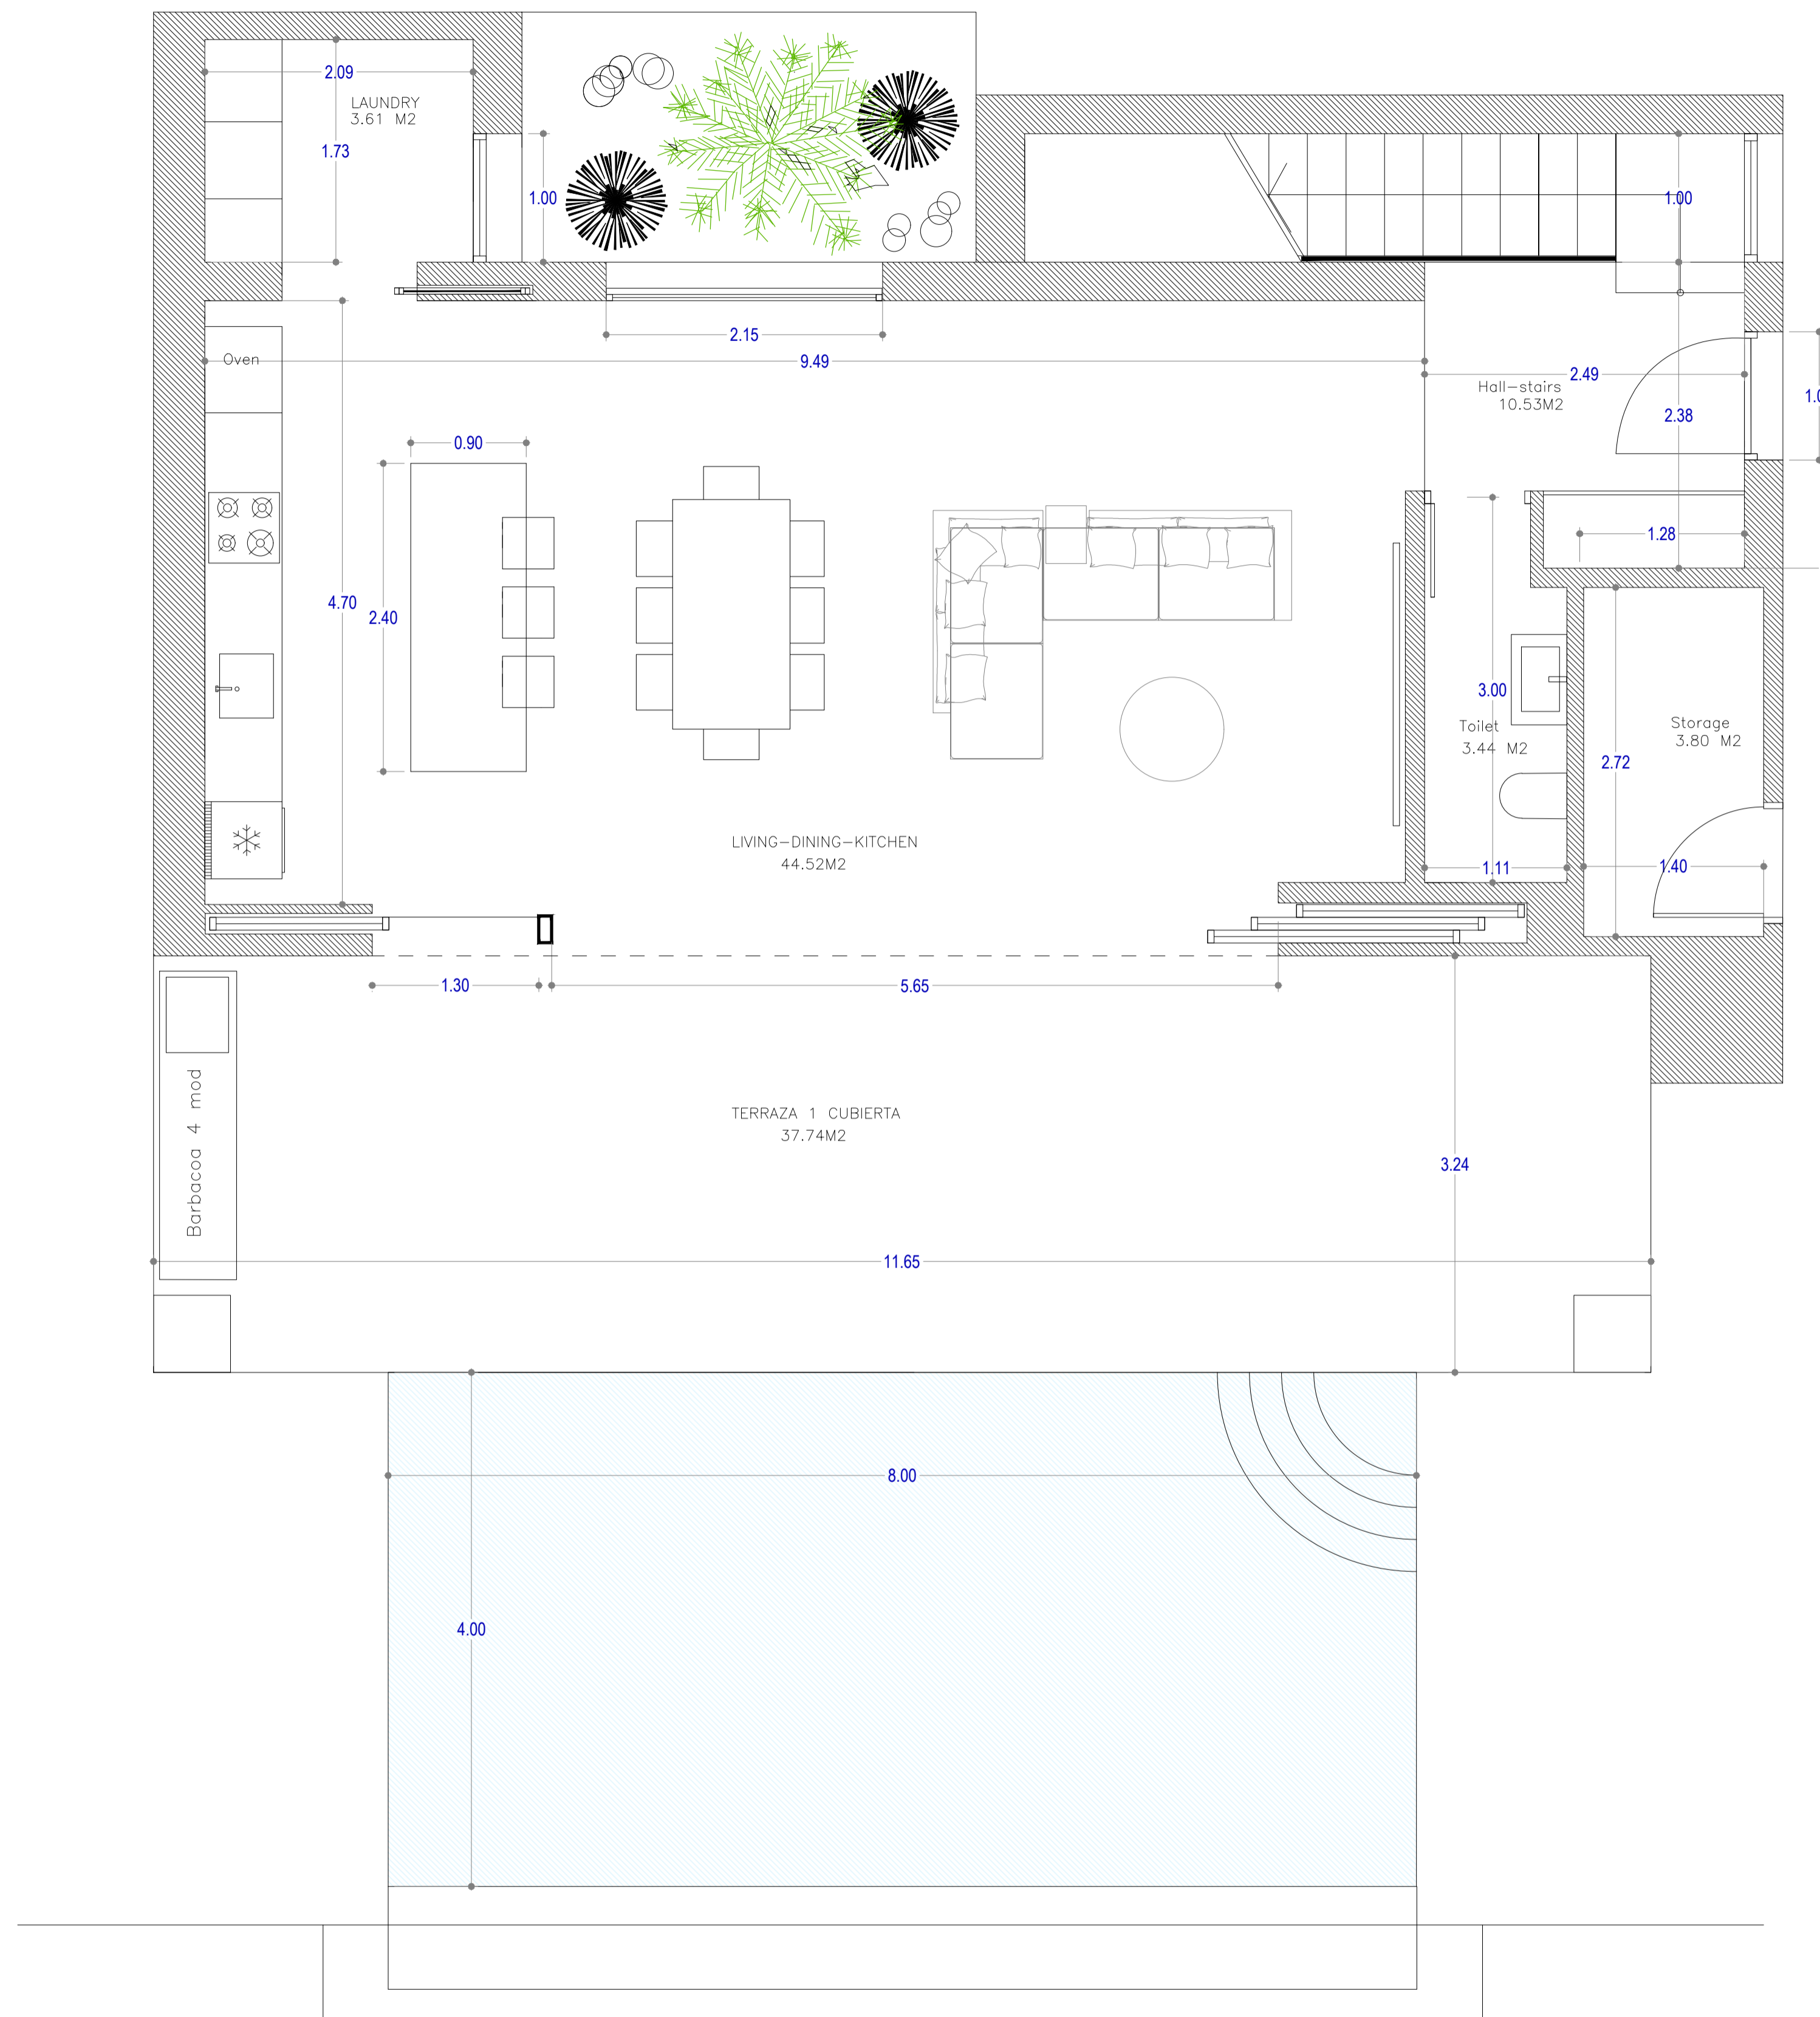 2.09
LAUNDRY
3.61 M2
1.73
1.00
1.00
2.15
9.49
Oven
2.49
Hall-stairs
10.53M2
2.38
0.90
1.28
4.70
2.40
3.00
Toilet
3.44 M2
Storage
3.80 M2
2.72
LIVING-DINING-KITCHEN
44.52M2
1.11
1.40
1.30
5.65
Barbacoa 4 mod
TERRAZA 1 CUBIERTA
37.74M2
3.24
11.65
8.00
4.00